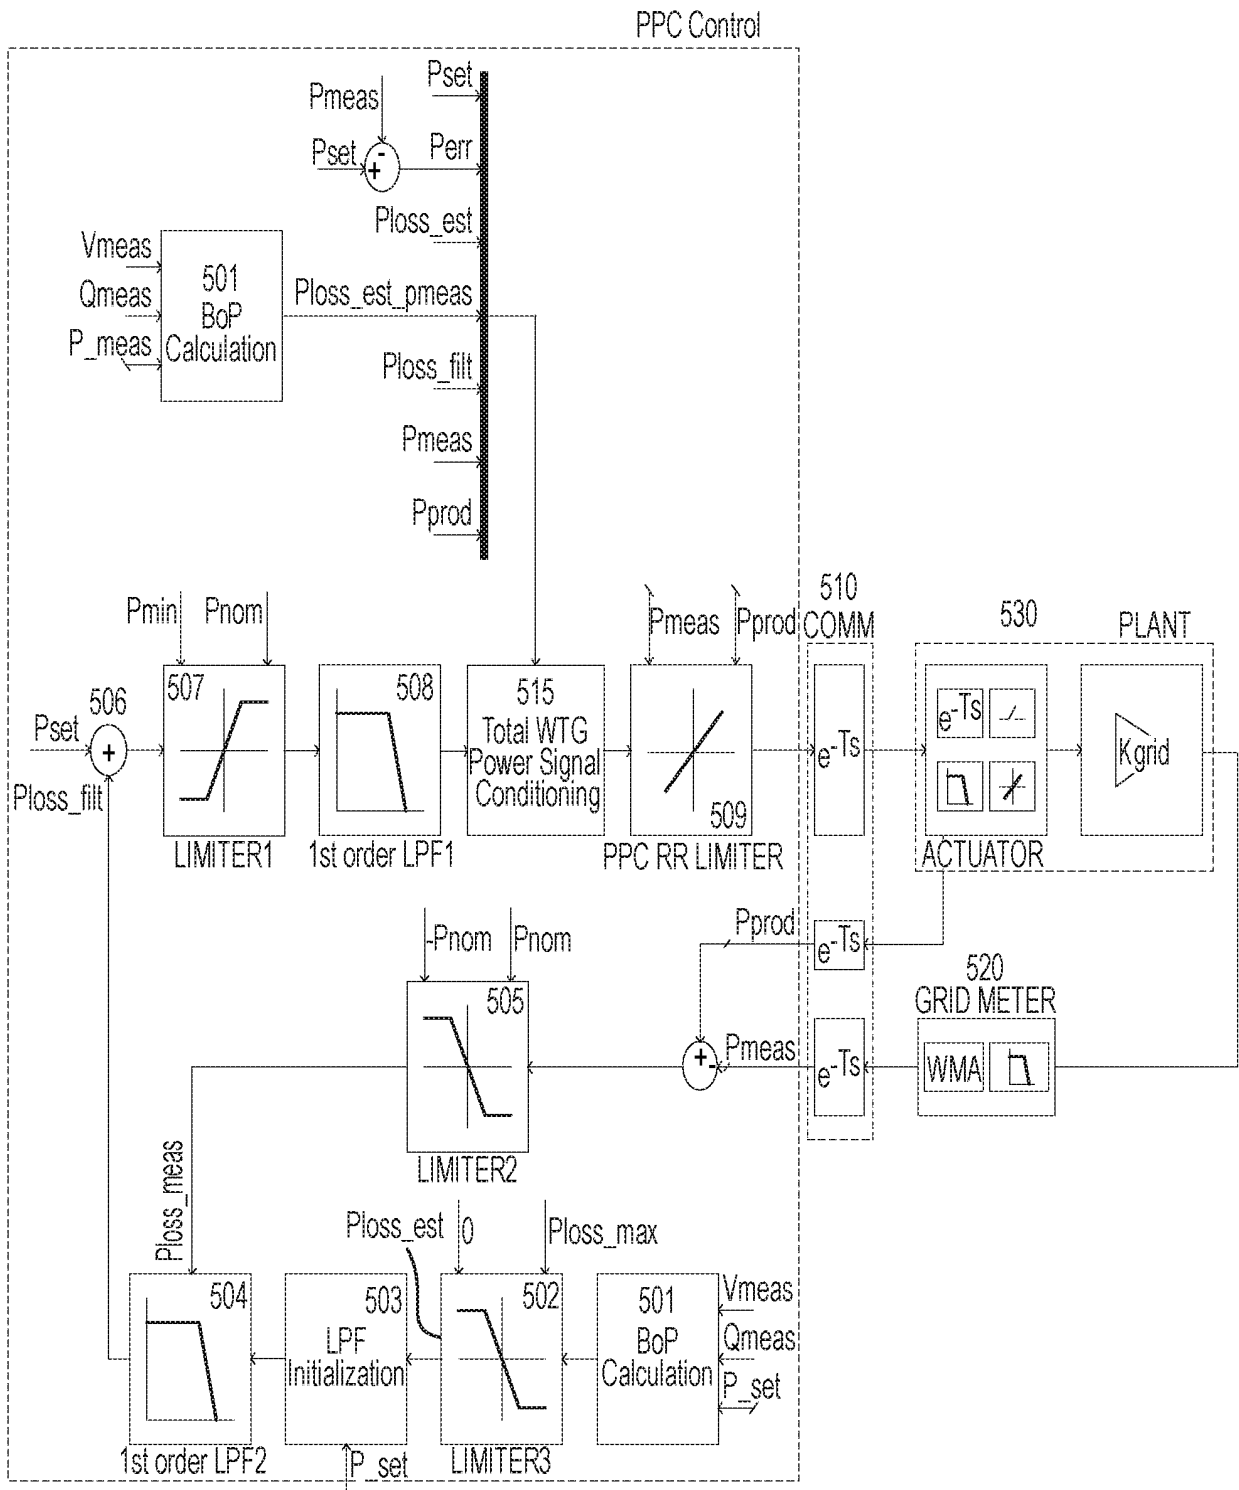 PPC Control
Pset
Pmeas
-
Pset
+
Perr
Ploss_est
Vmeas
Qmeas
P_meas
501
BoP
Calculation
Ploss_est_pmeas
Ploss_filt
Pmeas
Pprod
Pmin
Pnom
Pmeas
Pprod
510
COMM
530
PLANT
506
Pset
+
Ploss_filt
507
LIMITER1
508
1st order LPF1
515
Total WTG
Power Signal
Conditioning
509
PPC RR LIMITER
e-Ts
e-Ts
ACTUATOR
Kgrid
-Pnom
Pnom
505
LIMITER2
Pprod
e-Ts
+
-
Pmeas
e-Ts
520
GRID METER
WMA
Ploss_meas
Ploss_est
0
Ploss_max
504
1st order LPF2
503
LPF
Initialization
P_set
502
LIMITER3
501
BoP
Calculation
Vmeas
Qmeas
P_set